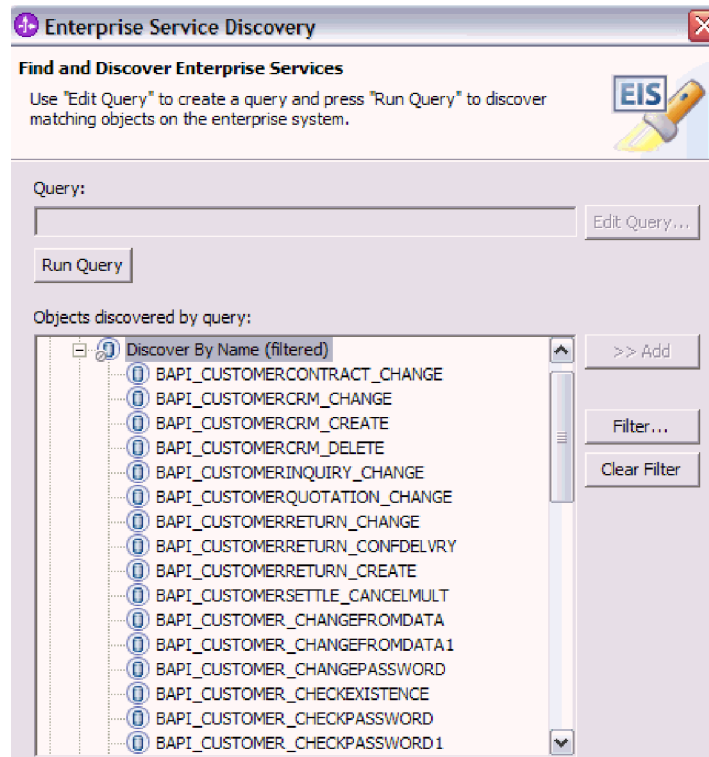 Enterprise Service Discovery
Find and Discover Enterprise Services
Use "Edit Query" to create a query and press "Run Query" to discover
matching objects on the enterprise system.
EIS
Query:
Edit Query...
Run Query
Objects discovered by query:
Discover By Name (filtered)
>> Add
BAPI_CUSTOMERCONTRACT_CHANGE
BAPI_CUSTOMERCRM_CHANGE
BAPI_CUSTOMERCRM_CREATE
Filter...
BAPI_CUSTOMERCRM_DELETE
BAPI_CUSTOMERINQUIRY_CHANGE
Clear Filter
BAPI_CUSTOMERQUOTATION_CHANGE
BAPI_CUSTOMERRETURN_CHANGE
BAPI_CUSTOMERRETURN_CONFDELVRY
BAPI_CUSTOMERRETURN_CREATE
BAPI_CUSTOMERSETTLE_CANCELMULT
BAPI_CUSTOMER_CHANGEFROMDATA
BAPI_CUSTOMER_CHANGEFROMDATA1
BAPI_CUSTOMER_CHANGEPASSWORD
BAPI_CUSTOMER_CHECKEXISTENCE
BAPI_CUSTOMER_CHECKPASSWORD
BAPI_CUSTOMER_CHECKPASSWORD1